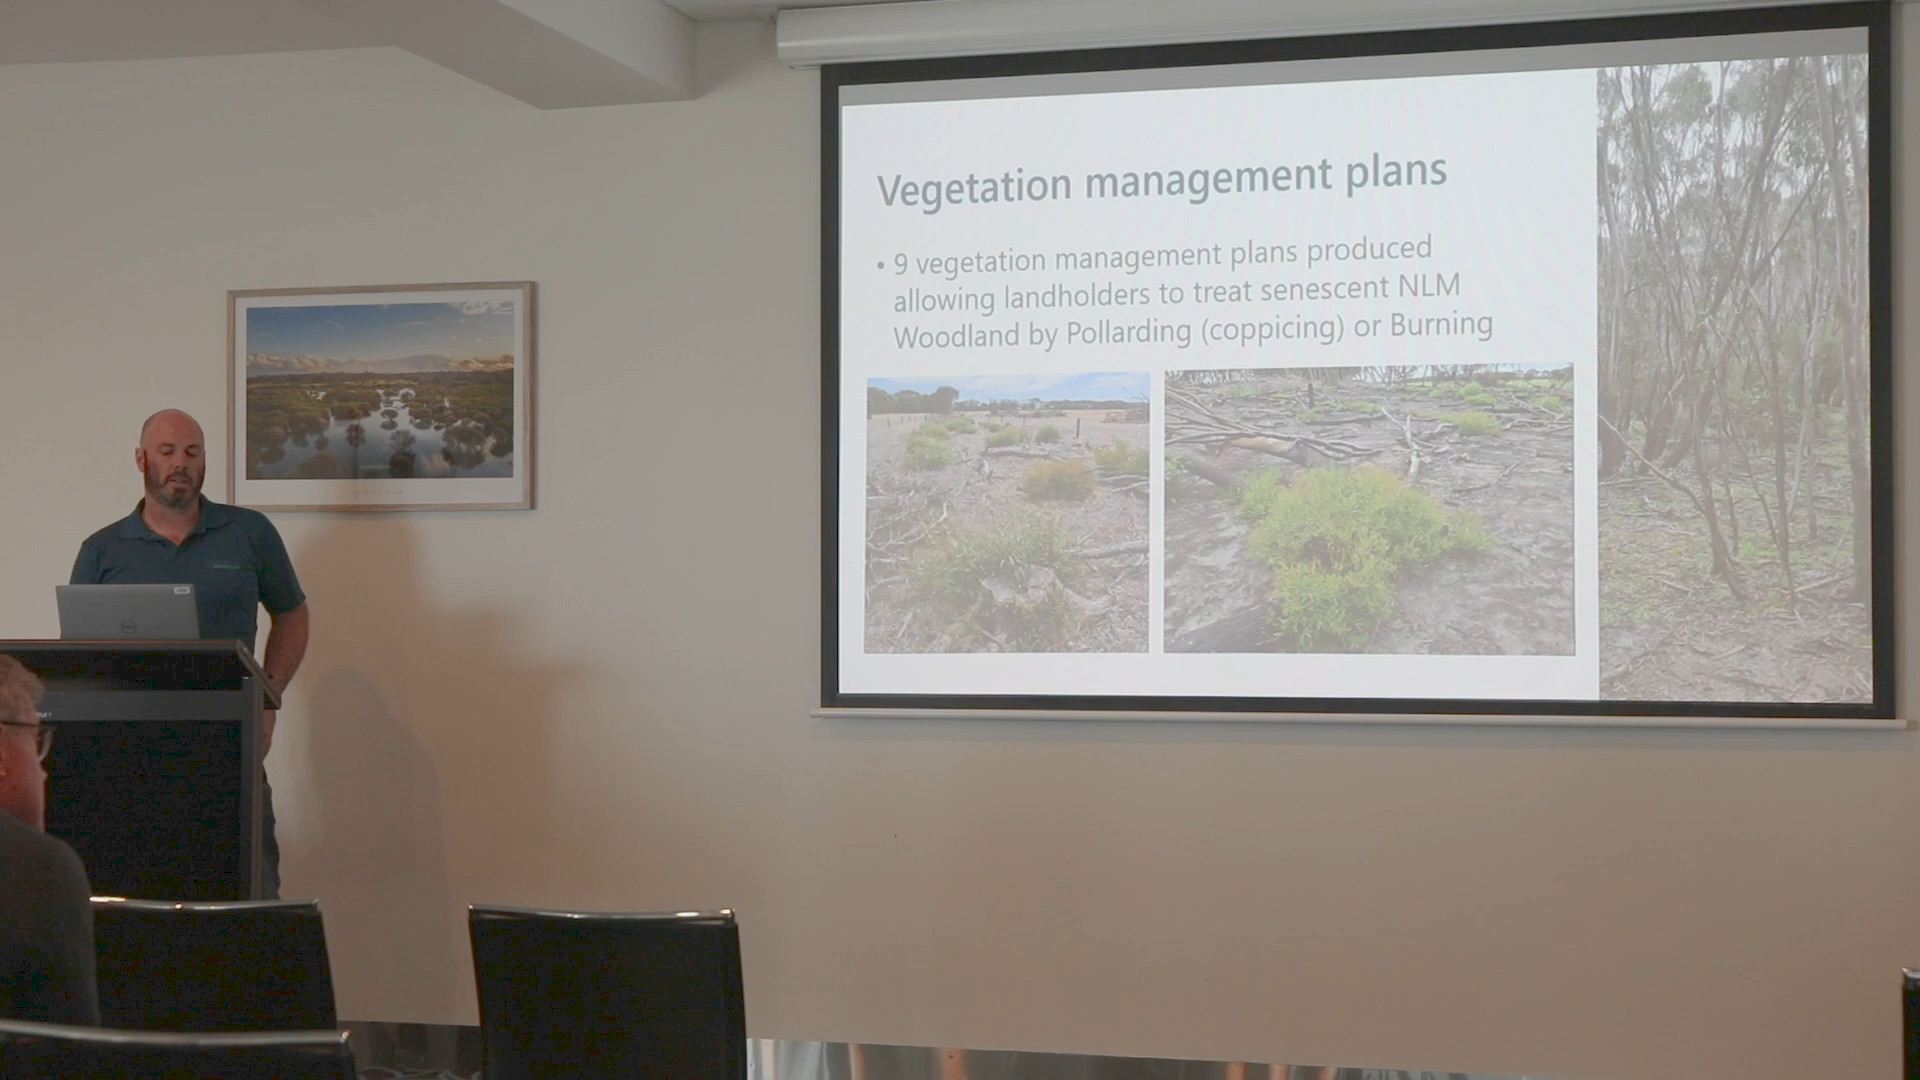 Vegetation management plans
• 9 vegetation management plans produced
allowing landholders to treat senescent NLM
Woodland by Pollarding (coppicing) or Burning
DELL